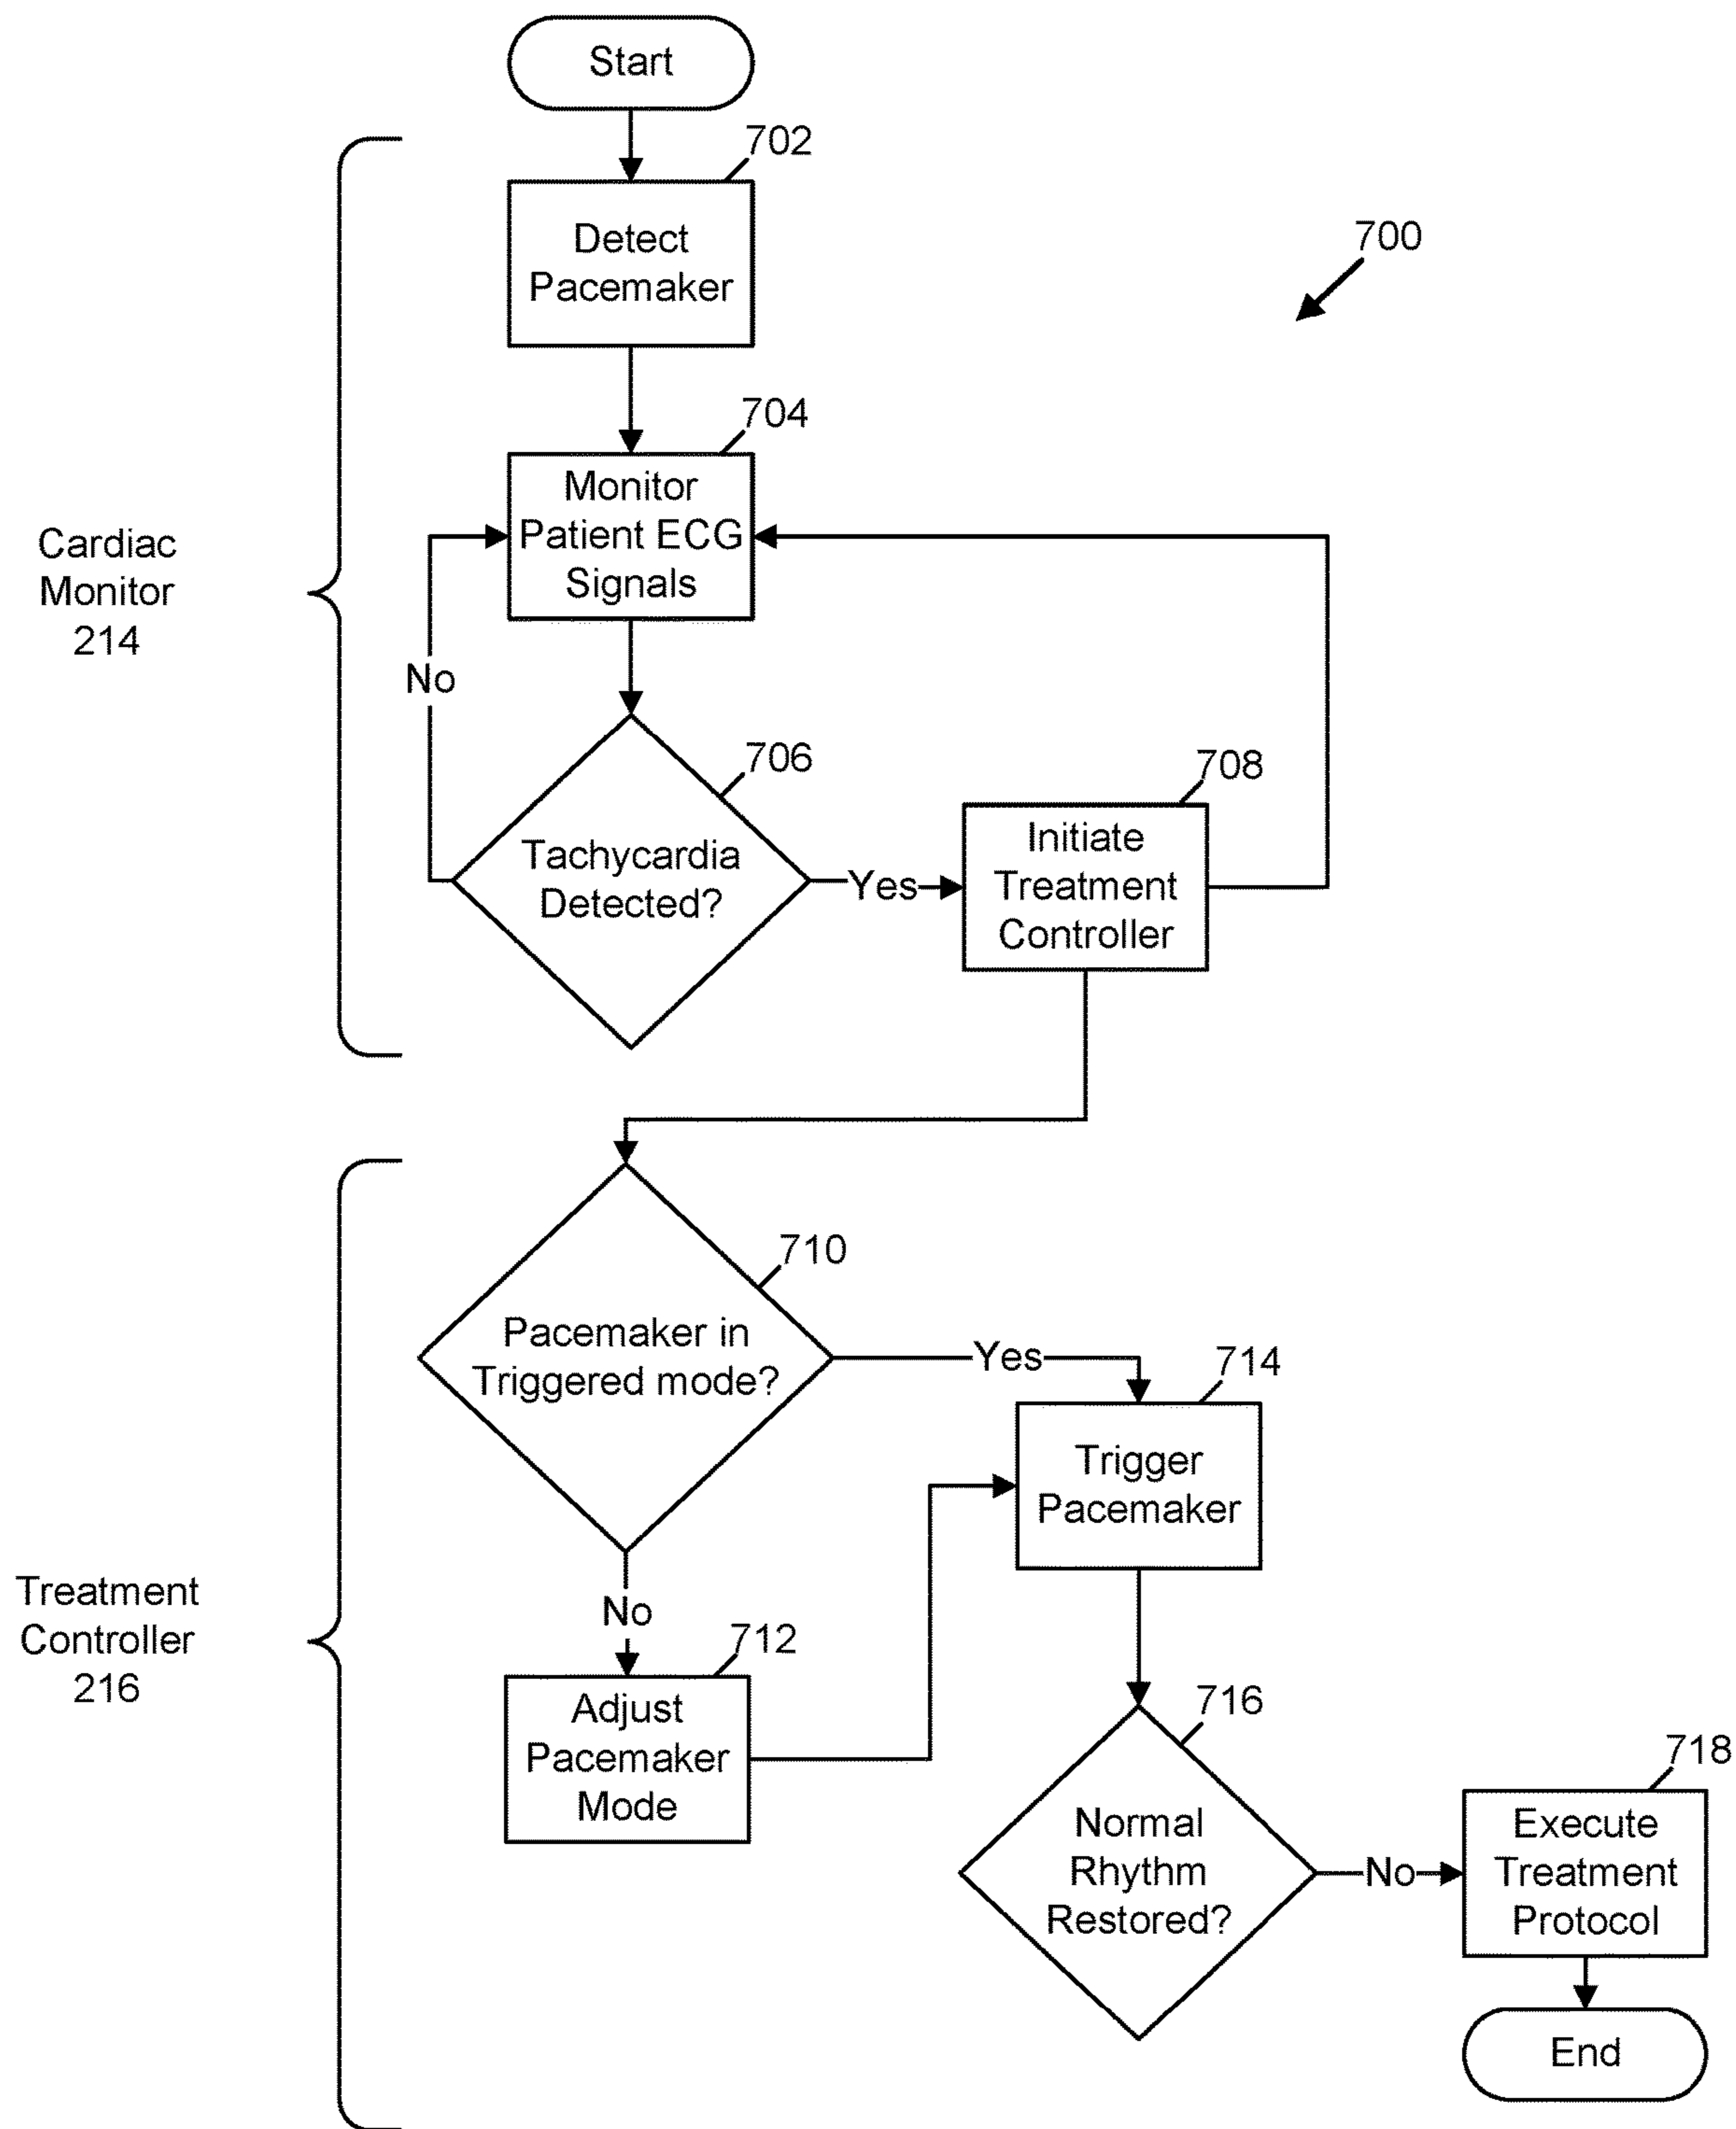 Start
702
Detect
Pacemaker
700
704
Monitor
Patient ECG
Signals
Cardiac
Monitor
214
No
706
Tachycardia
Detected?
Yes
708
Initiate
Treatment
Controller
710
Pacemaker in
Triggered mode?
Yes
714
Trigger
Pacemaker
No
712
Adjust
Pacemaker
Mode
Treatment
Controller
216
716
Normal
Rhythm
Restored?
No
718
Execute
Treatment
Protocol
End